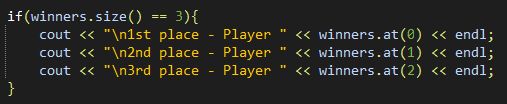 if(winners.size() == 3){
    cout << "\n1st place - Player " << winners.at(0) << endl;
    cout << "\n2nd place - Player " << winners.at(1) << endl;
    cout << "\n3rd place - Player " << winners.at(2) << endl;
}